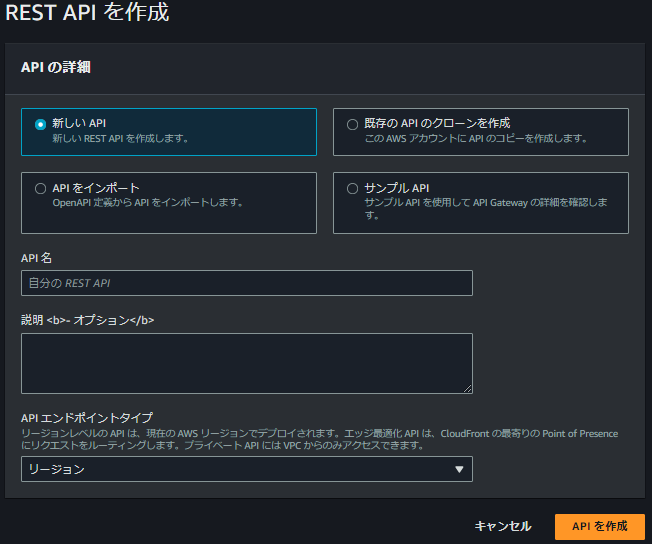 REST API を作成
API の詳細
新しい API
新しい REST API を作成します。
既存の API のクローンを作成
この AWS アカウントに API のコピーを作成します。
API をインポート
OpenAPI 定義から API をインポートします。
サンプル API
サンプル API を使用して API Gateway の詳細を確認しま
す。
API 名
自分の REST API
説明 <b>- オプション</b>
API エンドポイントタイプ
リージョンレベルの API は、現在の AWS リージョンでデプロイされます。エッジ最適化 API は、CloudFront の最寄りの Point of Presence
にリクエストをルーティングします。プライベート API には VPC からのみアクセスできます。
リージョン
キャンセル
API を作成